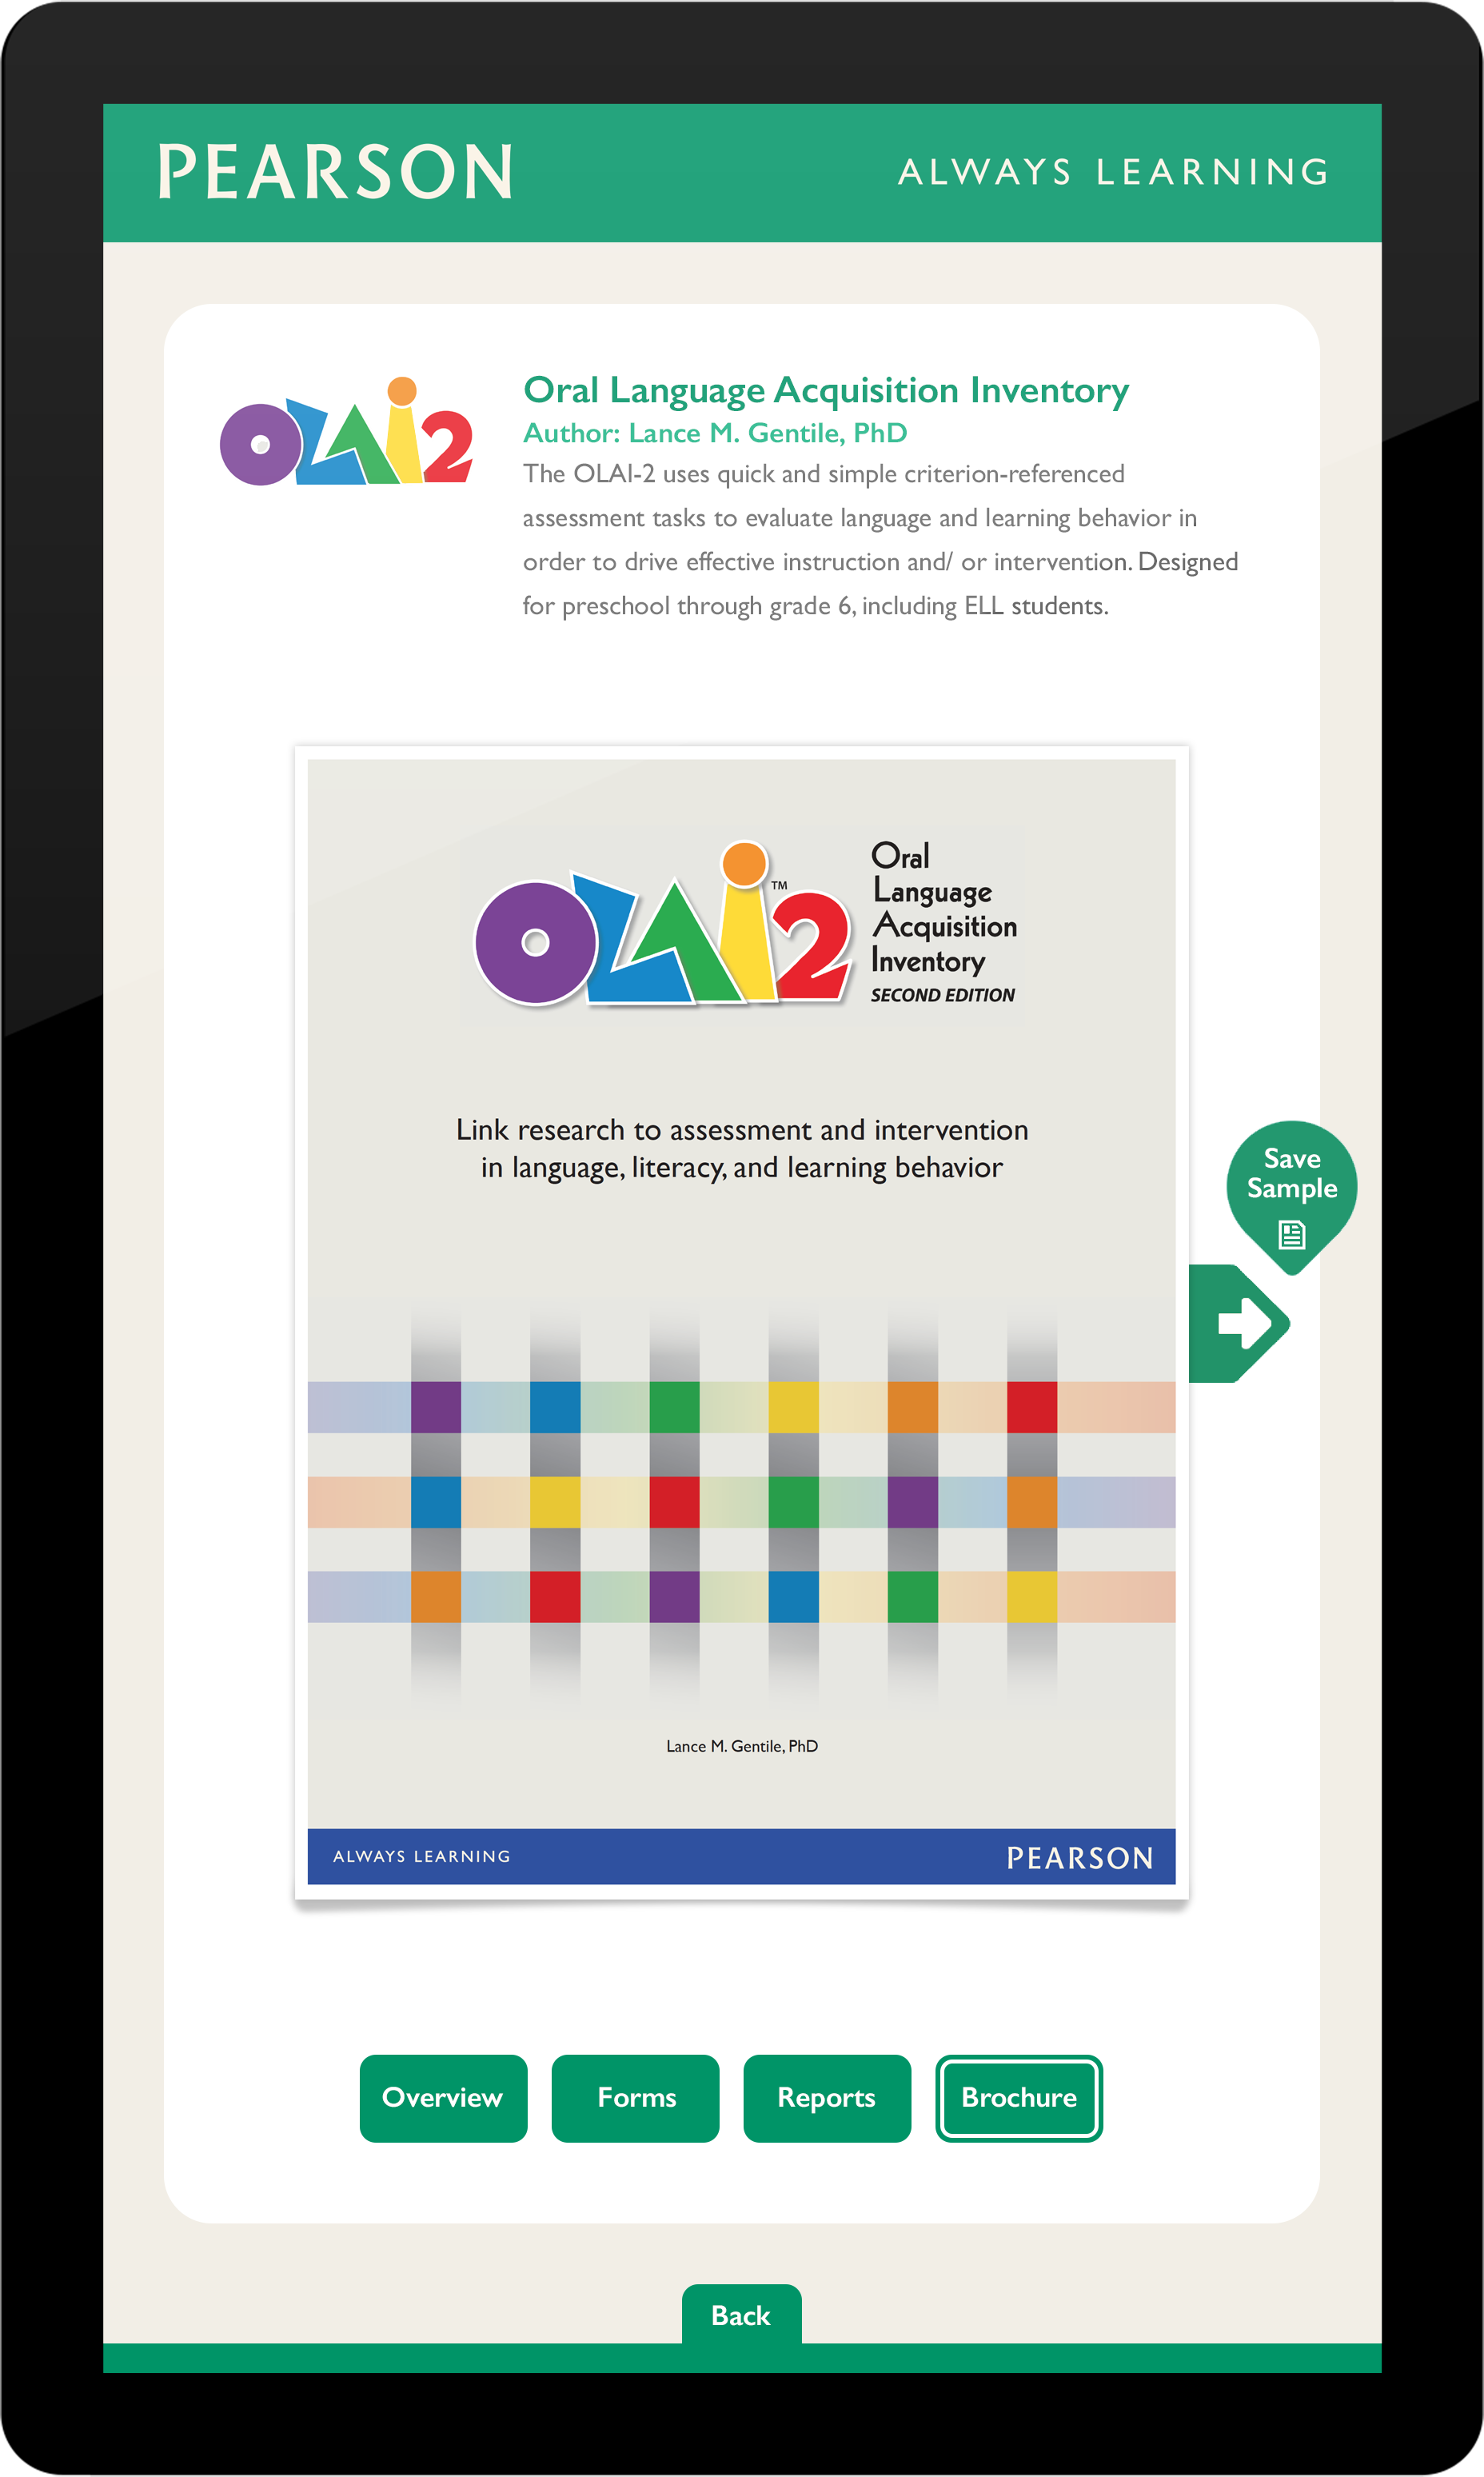 PEARSON
ALWAYS LEARNING
OLAi2
Oral Language Acquisition Inventory
Author: Lance M. Gentile, PhD
The OLAI-2 uses quick and simple criterion-referenced
assessment tasks to evaluate language and learning behavior in
order to drive effective instruction and/ or intervention. Designed
for preschool through grade 6, including ELL students.
OLAi2™
Oral
Language
Acquisition
Inventory
SECOND EDITION
Link research to assessment and intervention
in language, literacy, and learning behavior
Save
Sample
Lance M. Gentile, PhD
ALWAYS LEARNING
PEARSON
Overview
Forms
Reports
Brochure
Back